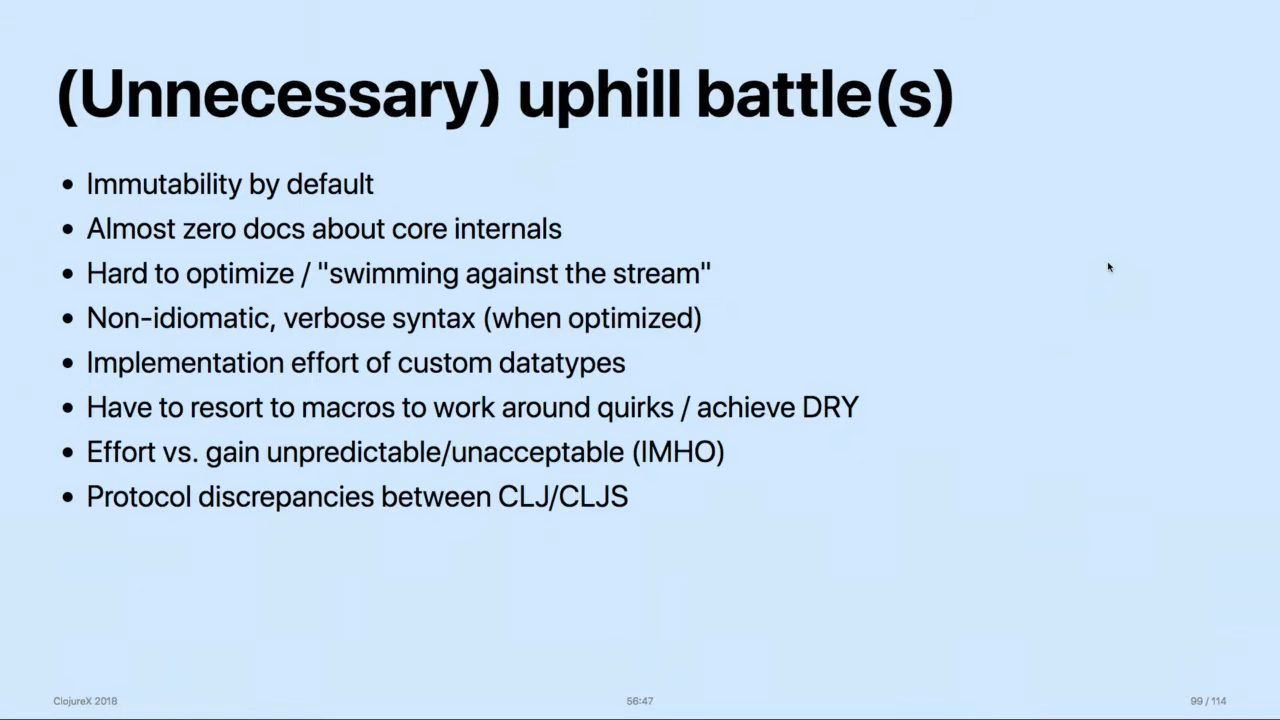 (Unnecessary) uphill battle(s)
• Immutability by default
• Almost zero docs about core internals
• Hard to optimize / "swimming against the stream"
• Non-idiomatic, verbose syntax (when optimized)
• Implementation effort of custom datatypes
• Have to resort to macros to work around quirks / achieve DRY
• Effort vs. gain unpredictable/unacceptable (IMHO)
• Protocol discrepancies between CLJ/CLJS
ClojureX 2018
56:47
99 / 114